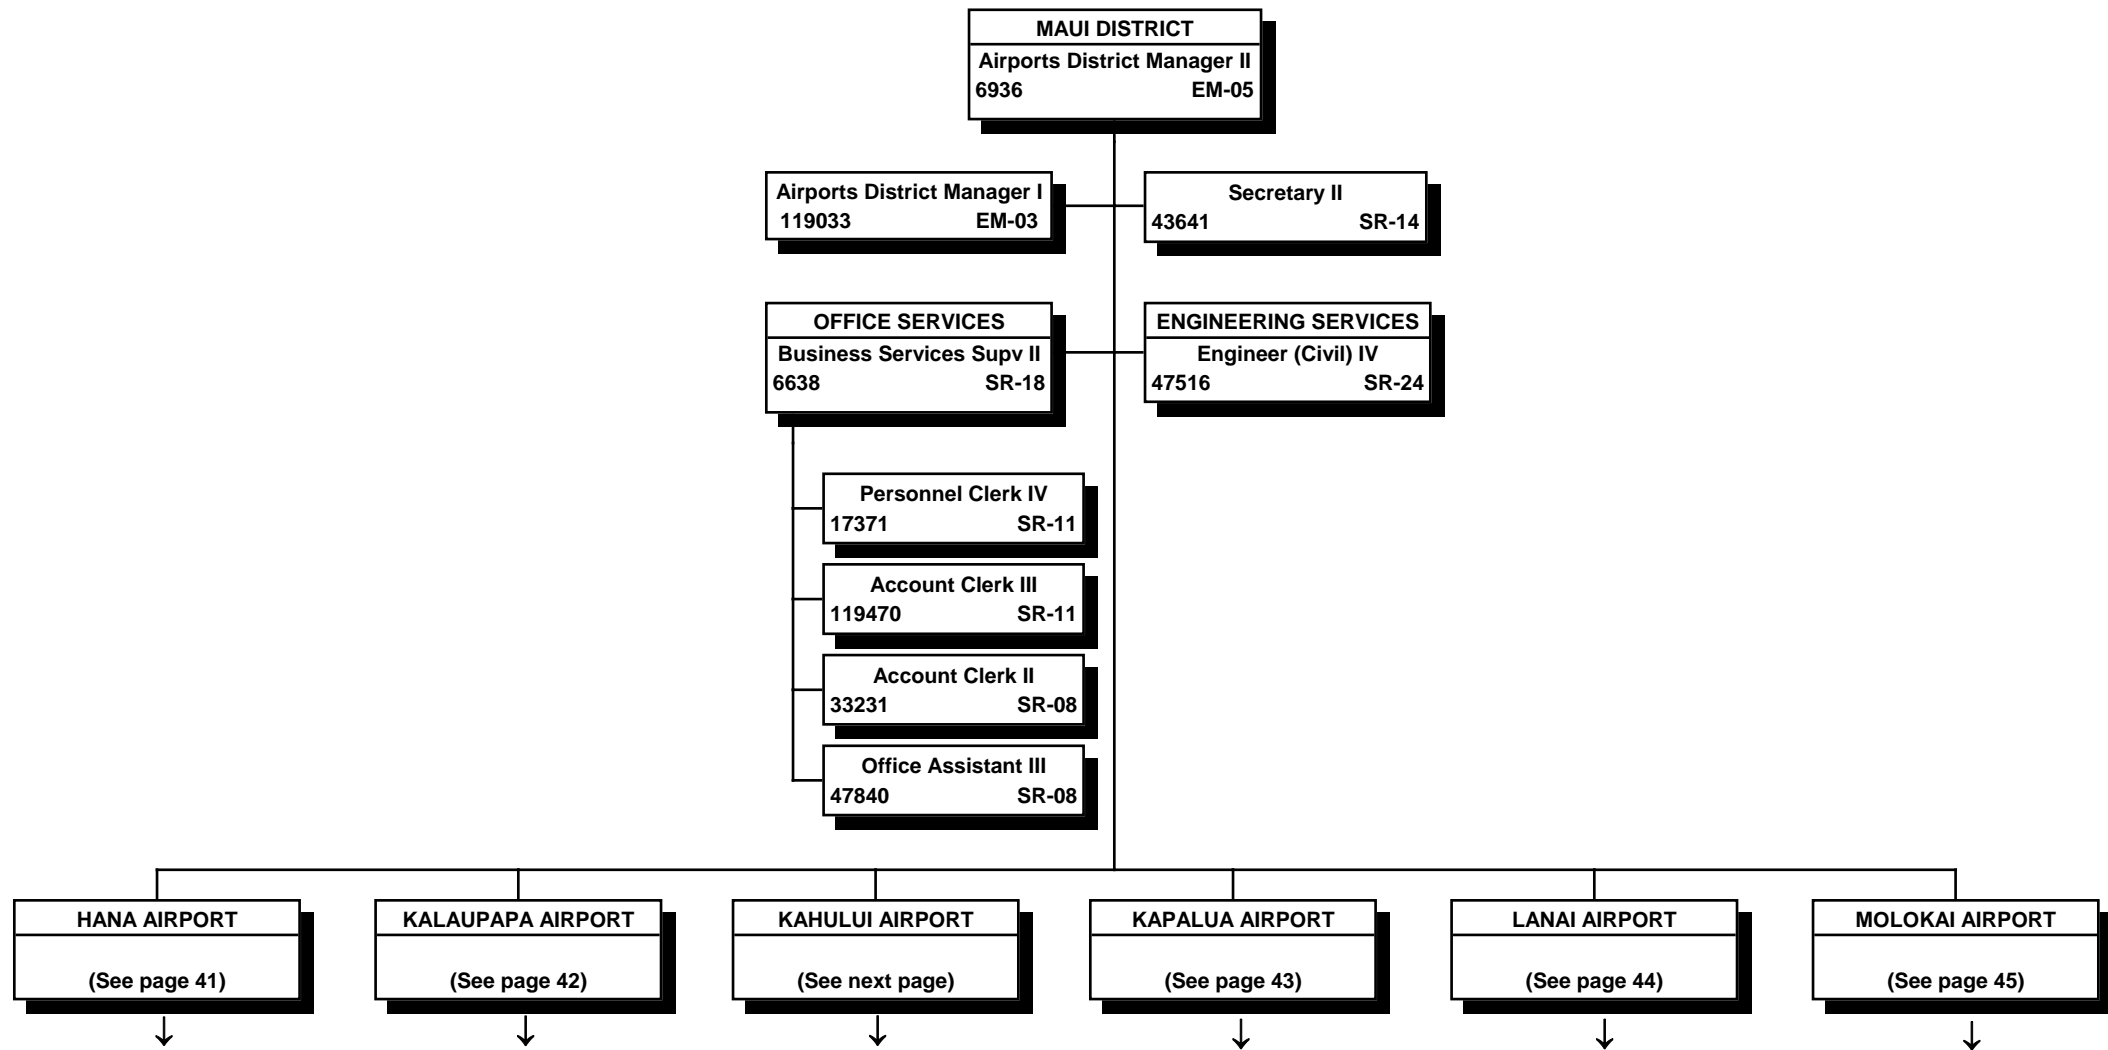 MAUI DISTRICT
Airports District Manager II
6936 EM-05
Airports District Manager I
119033 EM-03
Secretary II
43641 SR-14
OFFICE SERVICES
Business Services Supv II
6638 SR-18
ENGINEERING SERVICES
Engineer (Civil) IV
47516 SR-24
Personnel Clerk IV
17371 SR-11
Account Clerk III
119470 SR-11
Account Clerk II
33231 SR-08
Office Assistant III
47840 SR-08
HANA AIRPORT
(See page 41)
KALAUPAPA AIRPORT
(See page 42)
KAHULUI AIRPORT
(See next page)
KAPALUA AIRPORT
(See page 43)
LANAI AIRPORT
(See page 44)
MOLOKAI AIRPORT
(See page 45)